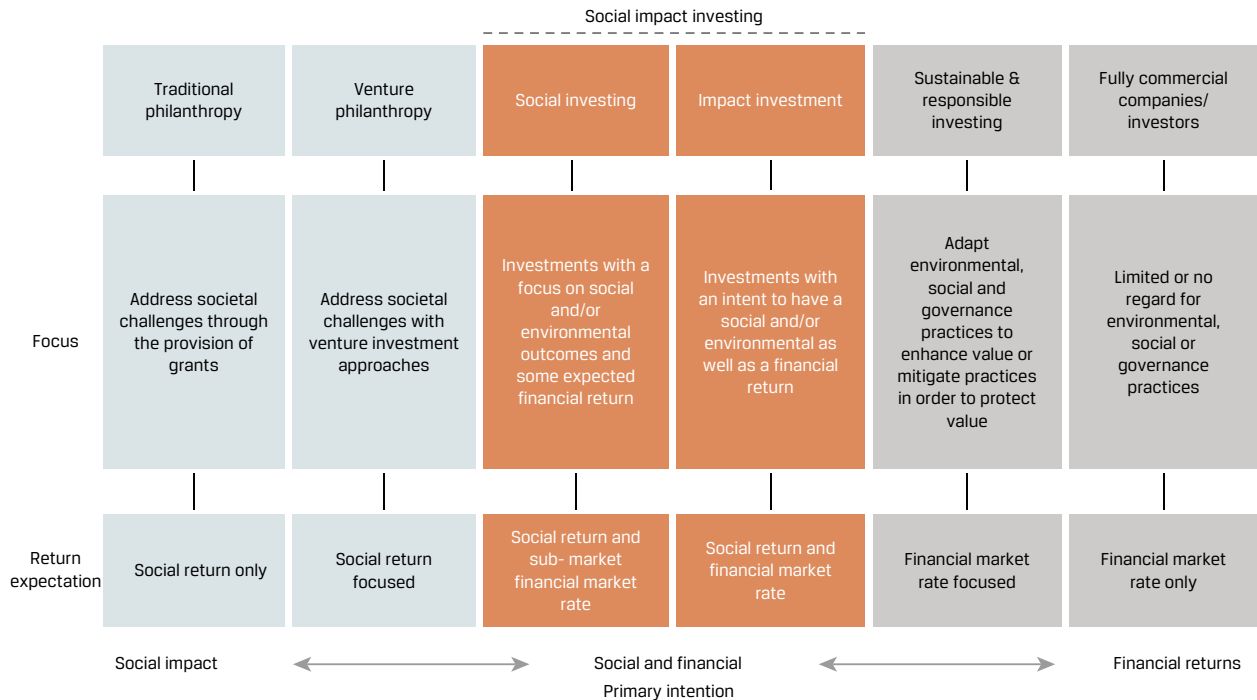 Social impact investing
Traditional
philanthropy
Venture
philanthropy
Social investing
Impact investment
Sustainable &
responsible
investing
Fully commercial
companies/
investors
Focus
Address societal
challenges through
the provision of
grants
Address societal
challenges with
venture investment
approaches
Investments with a
focus on social
and/or
environmental
outcomes and
some expected
financial return
Investments with
an intent to have a
social and/or
environmental as
well as a financial
return
Adapt
environmental,
social and
governance
practices to
enhance value or
mitigate practices
in order to protect
value
Limited or no
regard for
environmental,
social or
governance
practices
Return
expectation
Social return only
Social return
focused
Social return and
sub- market
financial market
rate
Social return and
financial market
rate
Financial market
rate focused
Financial market
rate only
Social impact
Social and financial
Financial returns
Primary intention